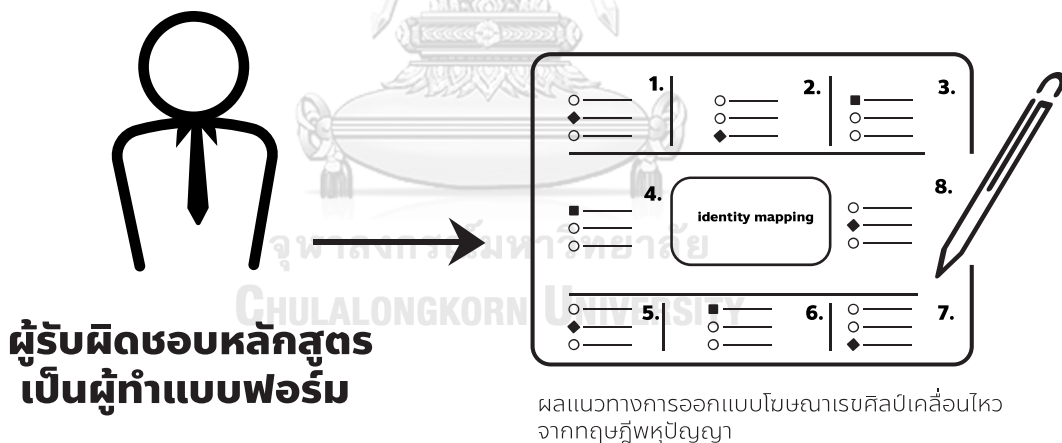 1.
2.
3.
4.
identity mapping
8.
5.
6.
7.
จุฬาลงกรณ์มหาวิทยาลัย
CHULALONGKORN UNIVERSITY
ผู้รับผิดชอบหลักสูตร
เป็นผู้ทำแบบฟอร์ม
ผลแนวทางการออกแบบโฆษณาเรขศิลป์เคลื่อนไหว
จากทฤษฎีพหุปัญญา